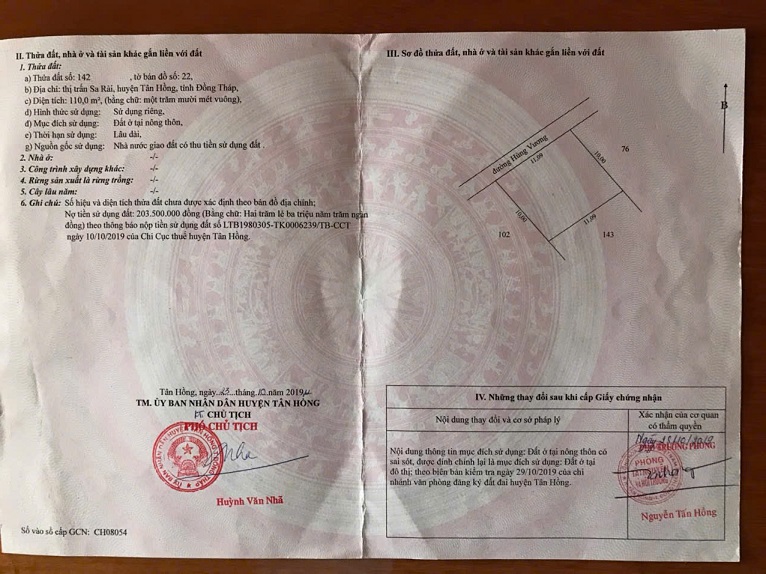 II. Thửa đất, nhà ở và tài sản khác gắn liền với đất
1. Thửa đất:
a) Thửa đất số: 142 , tờ bản đồ số: 22,
b) Địa chỉ: thị trấn Sa Rài, huyện Tân Hồng, tỉnh Đồng Tháp,
c) Diện tích: 110,0 m², (bằng chữ: một trăm mười mét vuông),
d) Hình thức sử dụng: Sử dụng riêng,
đ) Mục đích sử dụng: Đất ở tại nông thôn,
e) Thời hạn sử dụng: Lâu dài,
g) Nguồn gốc sử dụng: Nhà nước giao đất có thu tiền sử dụng đất .
2. Nhà ở: -/-
3. Công trình xây dựng khác: -/-
4. Rừng sản xuất là rừng trồng: -/-
5. Cây lâu năm: -/-
6. Ghi chú: Số hiệu và diện tích thửa đất chưa được xác định theo bản đồ địa chính;
Nợ tiền sử dụng đất: 203.500.000 đồng (Bằng chữ: Hai trăm lẻ ba triệu năm trăm ngàn
đồng) theo thông báo nộp tiền sử dụng đất số LTB1980305-TK0006239/TB-CCT
ngày 10/10/2019 của Chi Cục thuế huyện Tân Hồng.
Tân Hồng, ngày 23 tháng 10 năm 2019
TM. ỦY BAN NHÂN DÂN HUYỆN TÂN HỒNG
KT CHỦ TỊCH
PHÓ CHỦ TỊCH
Huỳnh Văn Nhã
Số vào sổ cấp GCN: CH08054
III. Sơ đồ thửa đất, nhà ở và tài sản khác gắn liền với đất
B
đường Hùng Vương
11,09
10,00
76
10,00
11,09
102
143
IV. Những thay đổi sau khi cấp Giấy chứng nhận
Nội dung thay đổi và cơ sở pháp lý
Xác nhận của cơ quan
có thẩm quyền
Nội dung thông tin mục đích sử dụng: Đất ở tại nông thôn có
sai sót, được đính chính lại là mục đích sử dụng: Đất ở tại
đô thị; theo biên bản kiểm tra ngày 29/10/2019 của chi
nhánh văn phòng đăng ký đất đai huyện Tân Hồng.
TRƯỞNG PHÒNG
PHÒNG
Nguyễn Tấn Hồng